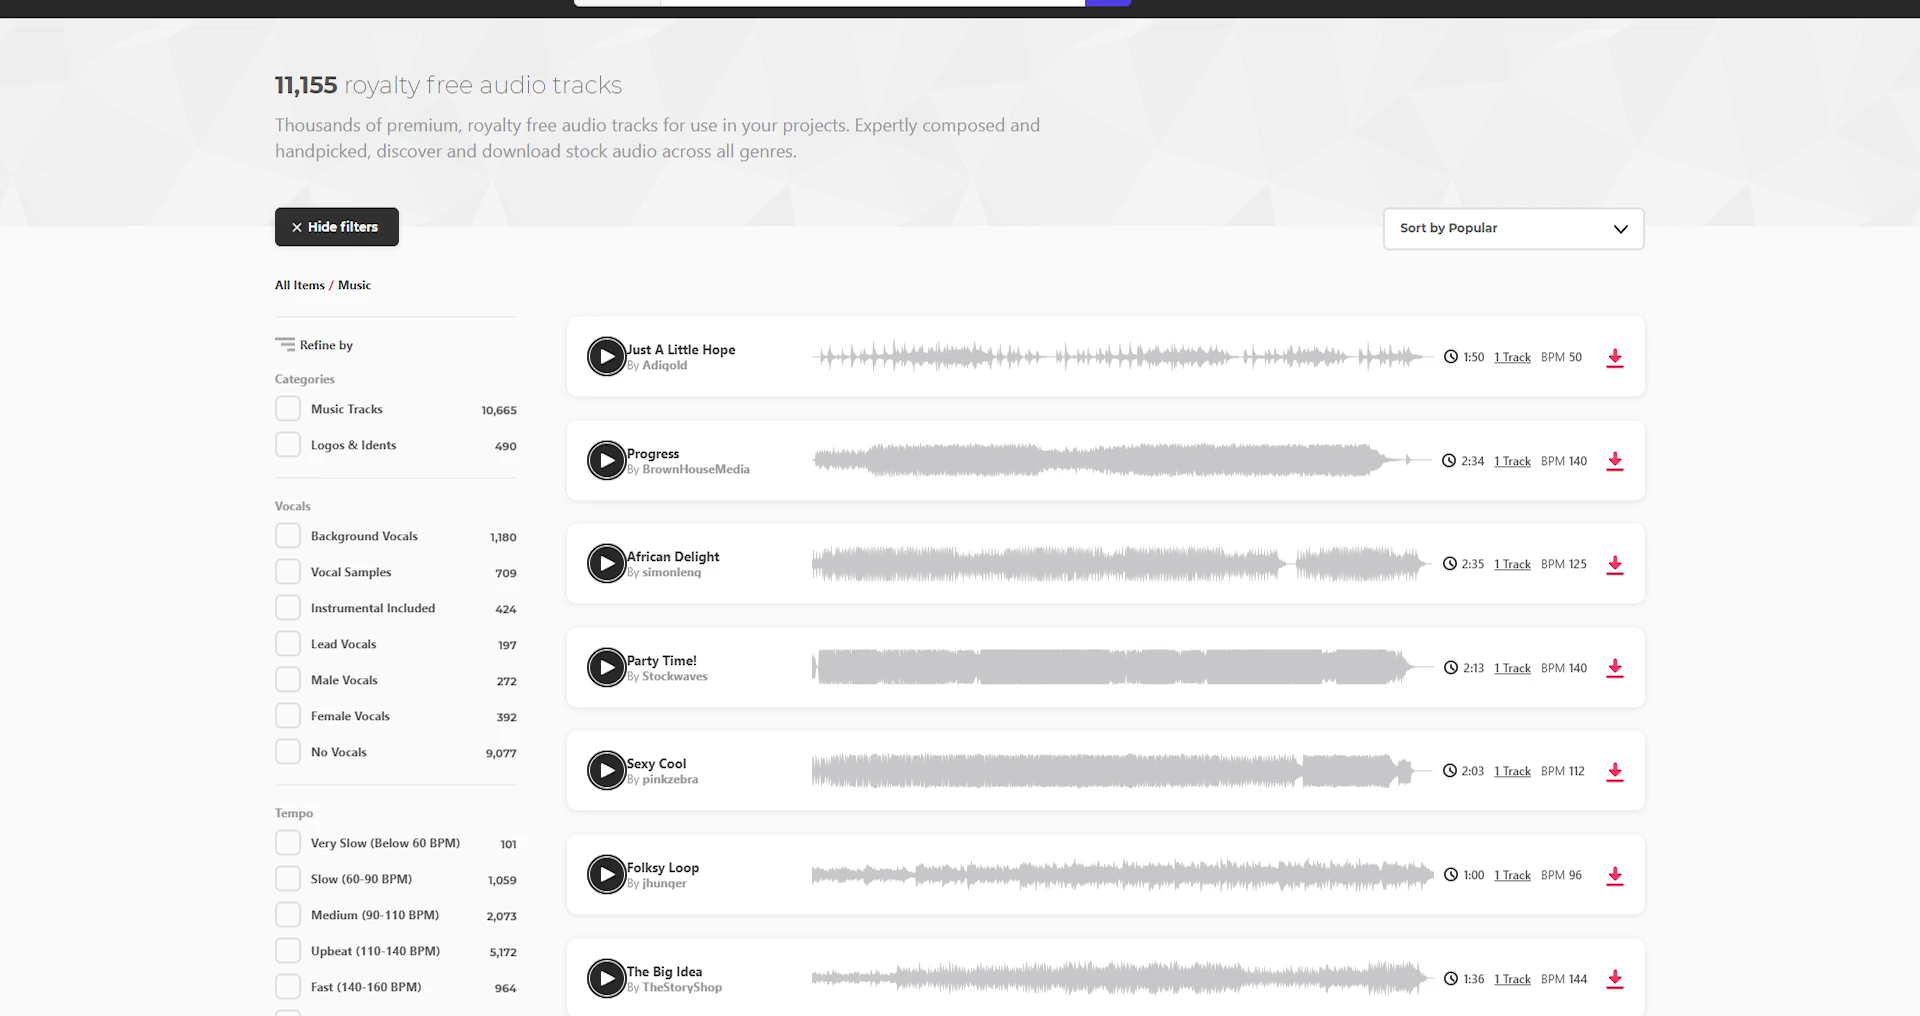 11,155 royalty free audio tracks
Thousands of premium, royalty free audio tracks for use in your projects. Expertly composed and
handpicked, discover and download stock audio across all genres.
Hide filters
Sort by Popular
All Items / Music
Refine by
Categories
Music Tracks 10,665
Logos & Idents 490
Vocals
Background Vocals 1,180
Vocal Samples 709
Instrumental Included 424
Lead Vocals 197
Male Vocals 272
Female Vocals 392
No Vocals 9,077
Tempo
Very Slow (Below 60 BPM) 101
Slow (60-90 BPM) 1,059
Medium (90-110 BPM) 2,073
Upbeat (110-140 BPM) 5,172
Fast (140-160 BPM) 964
Just A Little Hope
By Adigold
1:50 1 Track BPM 50
Progress
By BrownHouseMedia
2:34 1 Track BPM 140
African Delight
By simonleng
2:35 1 Track BPM 125
Party Time!
By Stockwaves
2:13 1 Track BPM 140
Sexy Cool
By pinkzebra
2:03 1 Track BPM 112
Folksy Loop
By jhunger
1:00 1 Track BPM 96
The Big Idea
By TheStoryShop
1:36 1 Track BPM 144